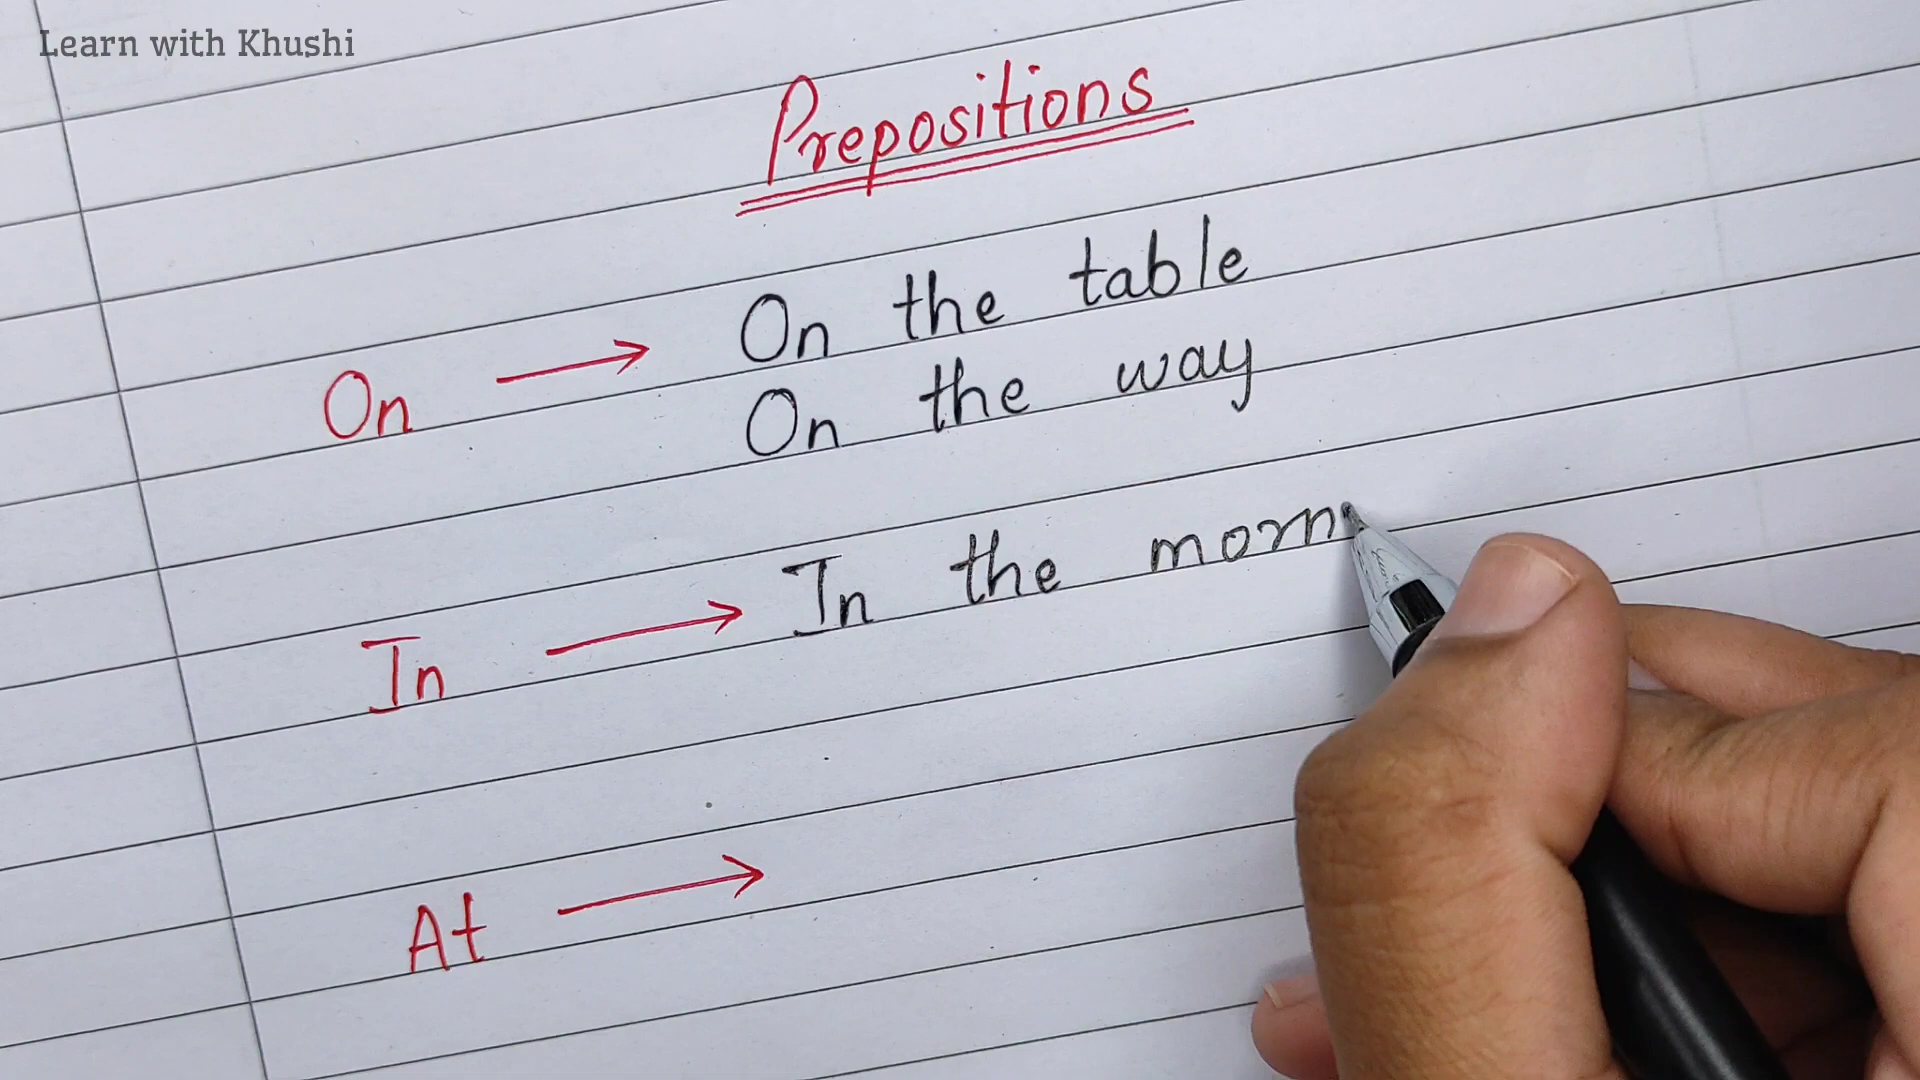 Learn with Khushi
Prepositions
On → On the table
On the way
In → In the morn
At →